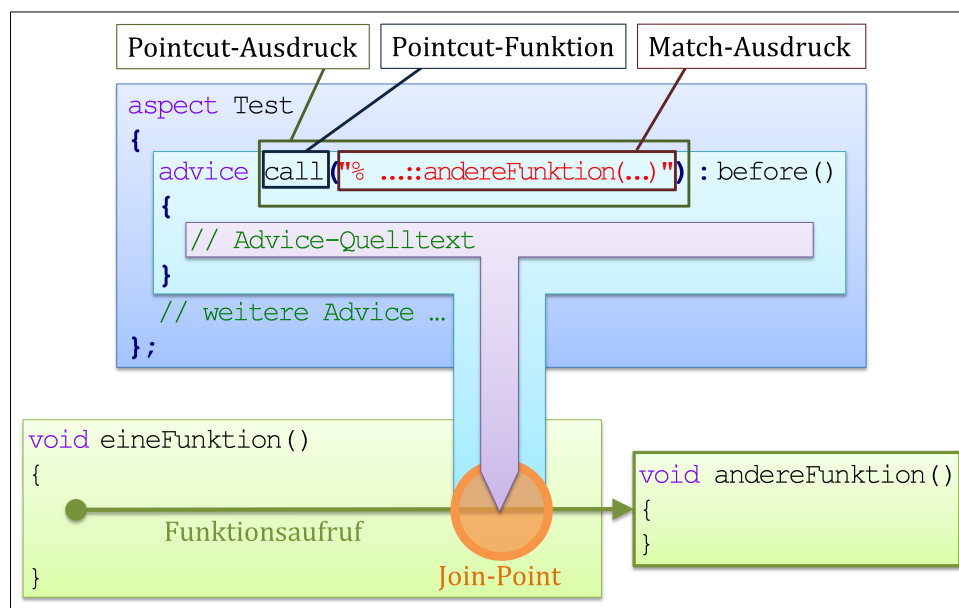 Pointcut-Ausdruck Pointcut-Funktion Match-Ausdruck
aspect Test
{
advice call("% …::andereFunktion(…)") : before()
{
// Advice-Quelltext
}
// weitere Advice …
};
void eineFunktion()
{
Funktionsaufruf
}
Join-Point
void andereFunktion()
{
}